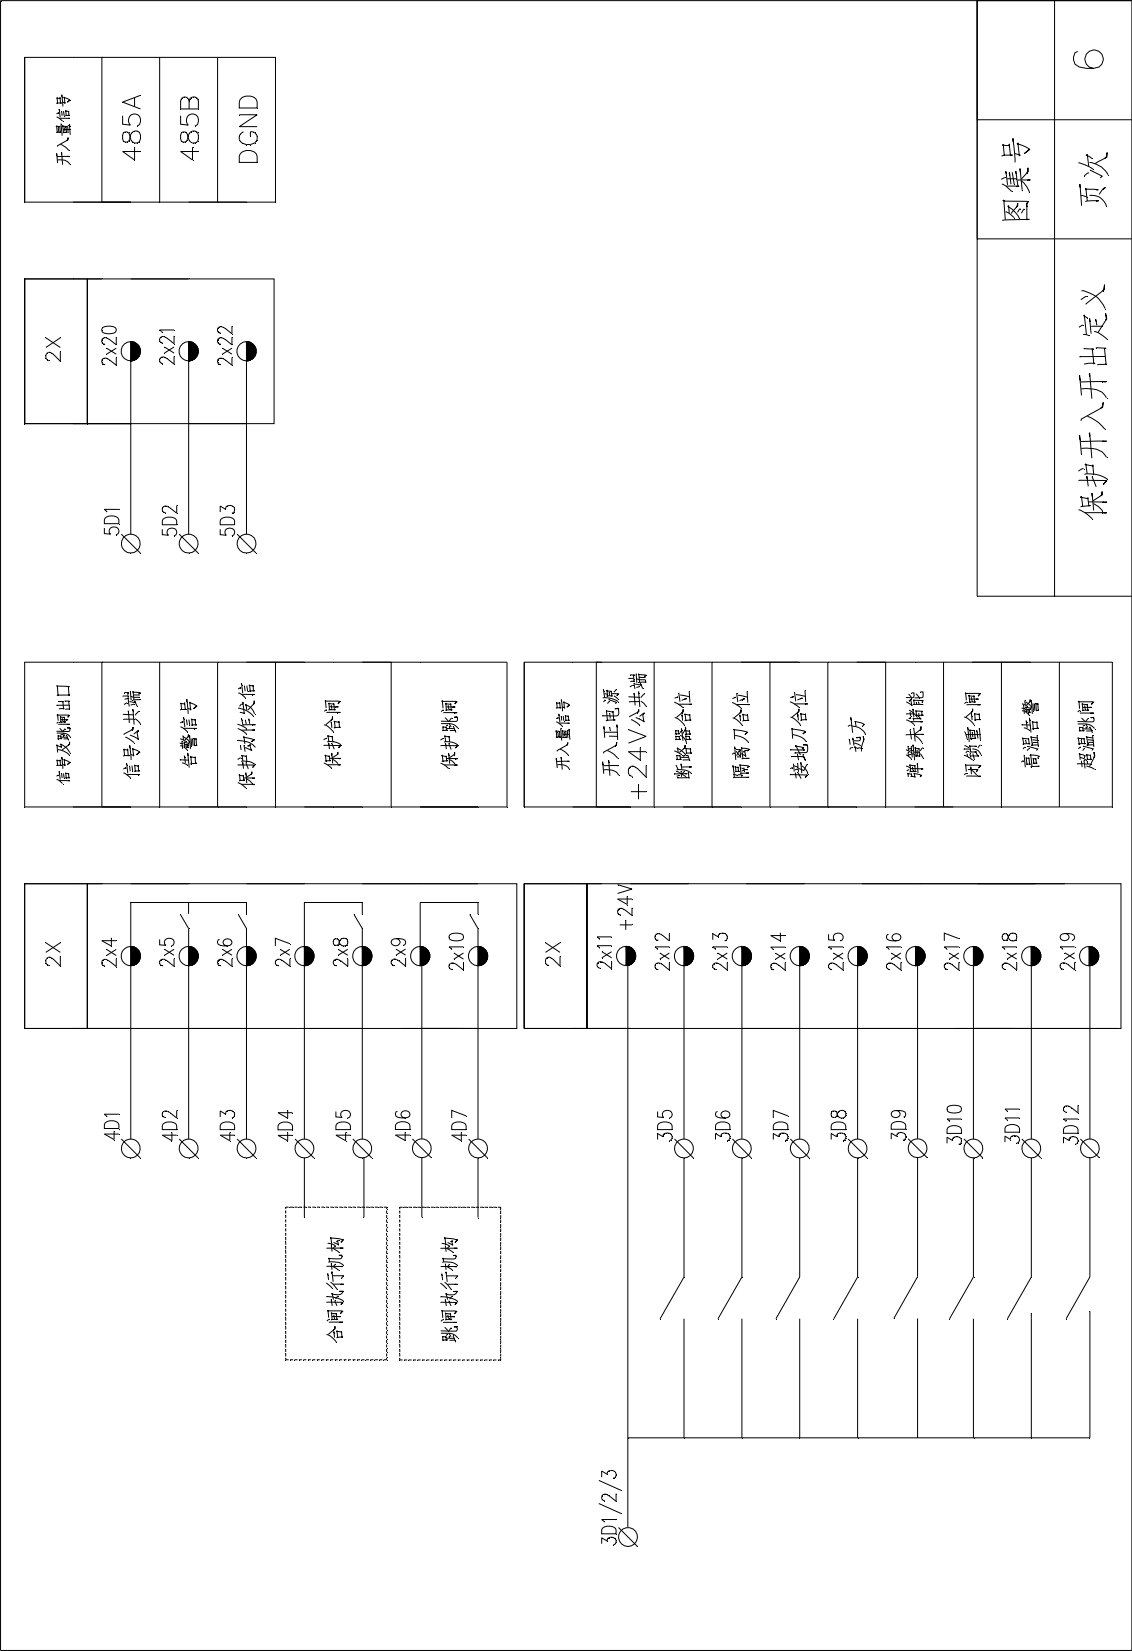 信号及跳闸出口
信号公共端
告警信号
保护动作发信
保护合闸
保护跳闸
2X
2x4
2x5
2x6
2x7
2x8
2x9
2x10
4D1
4D2
4D3
4D4
4D5
4D6
4D7
合闸执行机构
跳闸执行机构
开入量信号
485A
485B
DGND
2X
2x20
2x21
2x22
5D1
5D2
5D3
开入量信号
开入正电源
+24V公共端
断路器合位
隔离刀合位
接地刀合位
远方
弹簧未储能
闭锁重合闸
高温告警
超温跳闸
2X
2x11
+24V
2x12
2x13
2x14
2x15
2x16
2x17
2x18
2x19
3D5
3D6
3D7
3D8
3D9
3D10
3D11
3D12
3D1/2/3
图集号
保护开入开出定义
页次
6